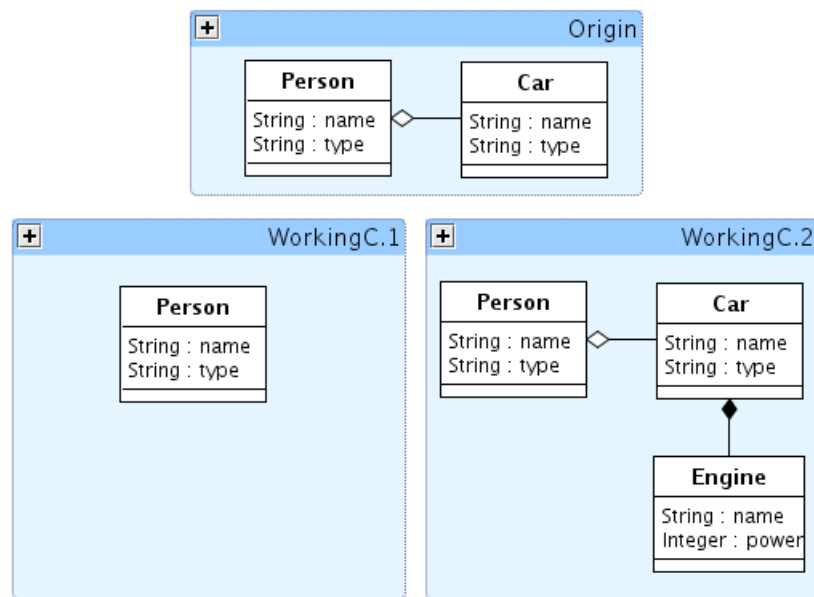 Origin
Person
String : name
String : type
Car
String : name
String : type
WorkingC.1
Person
String : name
String : type
WorkingC.2
Person
String : name
String : type
Car
String : name
String : type
Engine
String : name
Integer : power